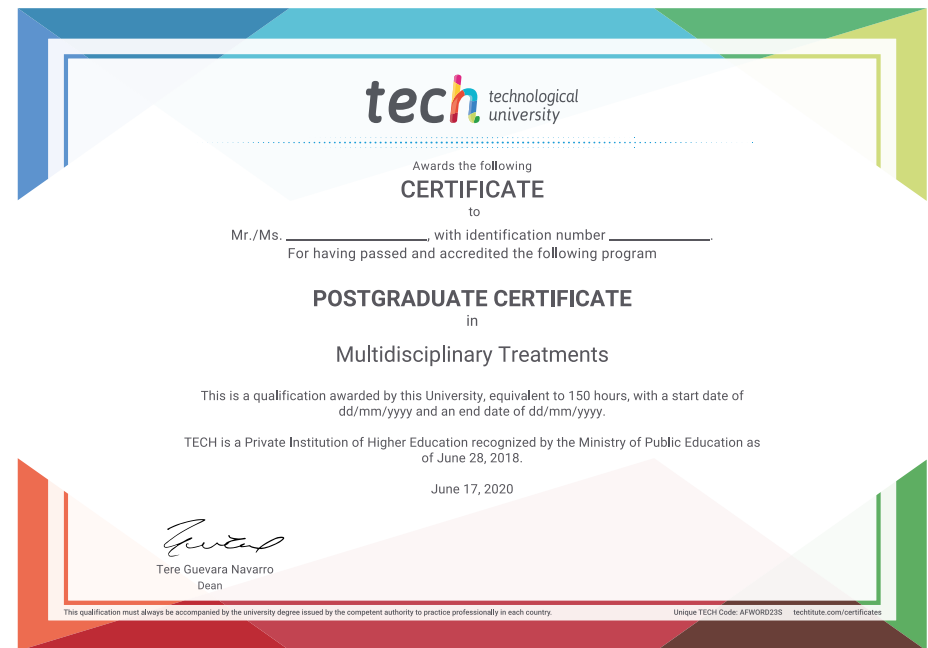 tech technological
university
Awards the following
CERTIFICATE
to
Mr./Ms. ____________________, with identification number ______________.
For having passed and accredited the following program
POSTGRADUATE CERTIFICATE
in
Multidisciplinary Treatments
This is a qualification awarded by this University, equivalent to 150 hours, with a start date of
dd/mm/yyyy and an end date of dd/mm/yyyy.
TECH is a Private Institution of Higher Education recognized by the Ministry of Public Education as
of June 28, 2018.
June 17, 2020
Tere Guevara Navarro
Dean
This qualification must always be accompanied by the university degree issued by the competent authority to practice professionally in each country. Unique TECH Code: AFWORD23S techtitute.com/certificates